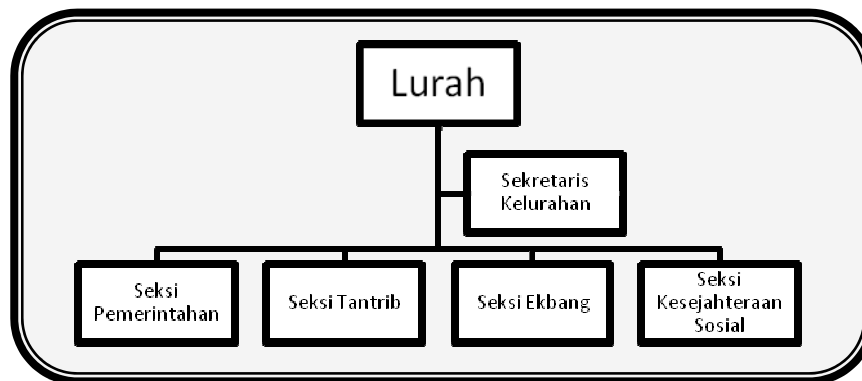 Lurah
Sekretaris
Kelurahan
Seksi
Pemerintahan
Seksi Tantrib
Seksi Ekbang
Seksi
Kesejahteraan
Sosial